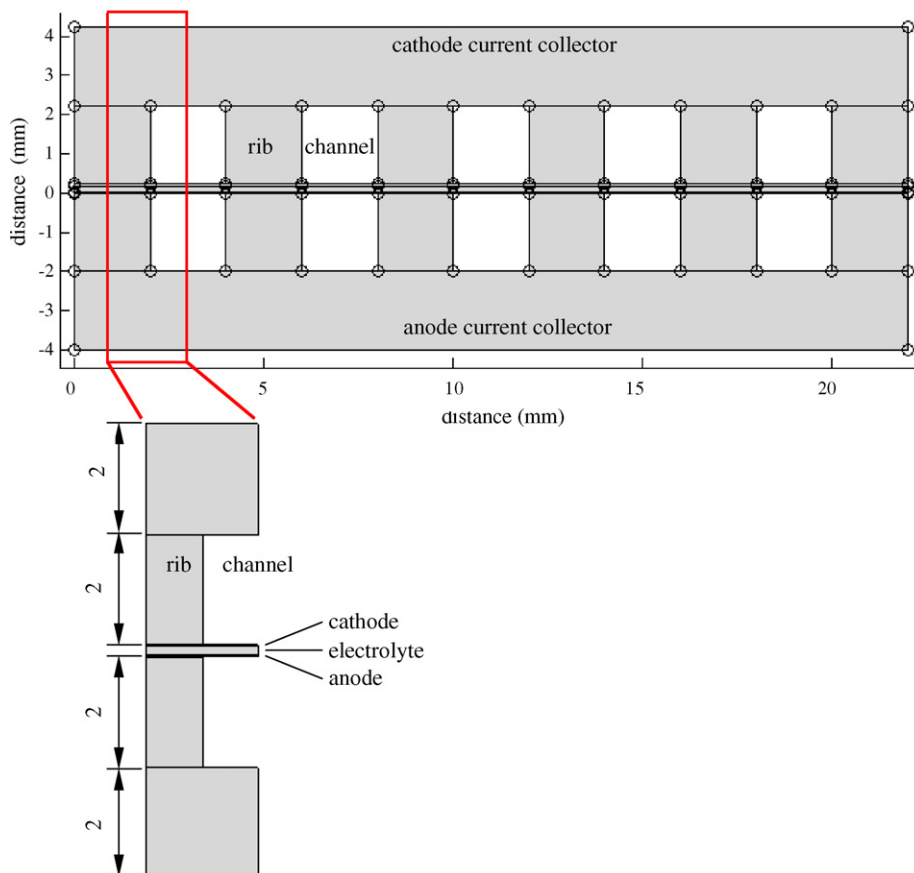 4
cathode current collector
3
2
1
rib
channel
0
-1
-2
-3
anode current collector
-4
distance (mm)
0
5
10
15
20
distance (mm)
2
2
rib
channel
cathode
electrolyte
anode
2
2